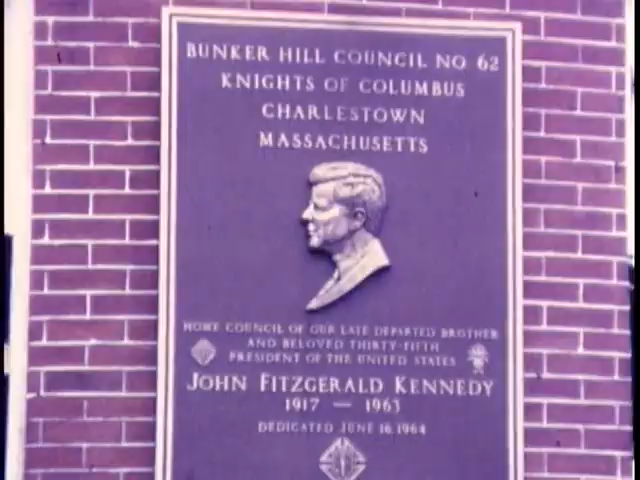 BUNKER HILL COUNCIL NO 62
KNIGHTS OF COLUMBUS
CHARLESTOWN
MASSACHUSETTS
HOME COUNCIL OF OUR LATE DEPARTED BROTHER
AND BELOVED THIRTY-FIFTH
PRESIDENT OF THE UNITED STATES
JOHN FITZGERALD KENNEDY
1917 — 1963
DEDICATED JUNE 16, 1964